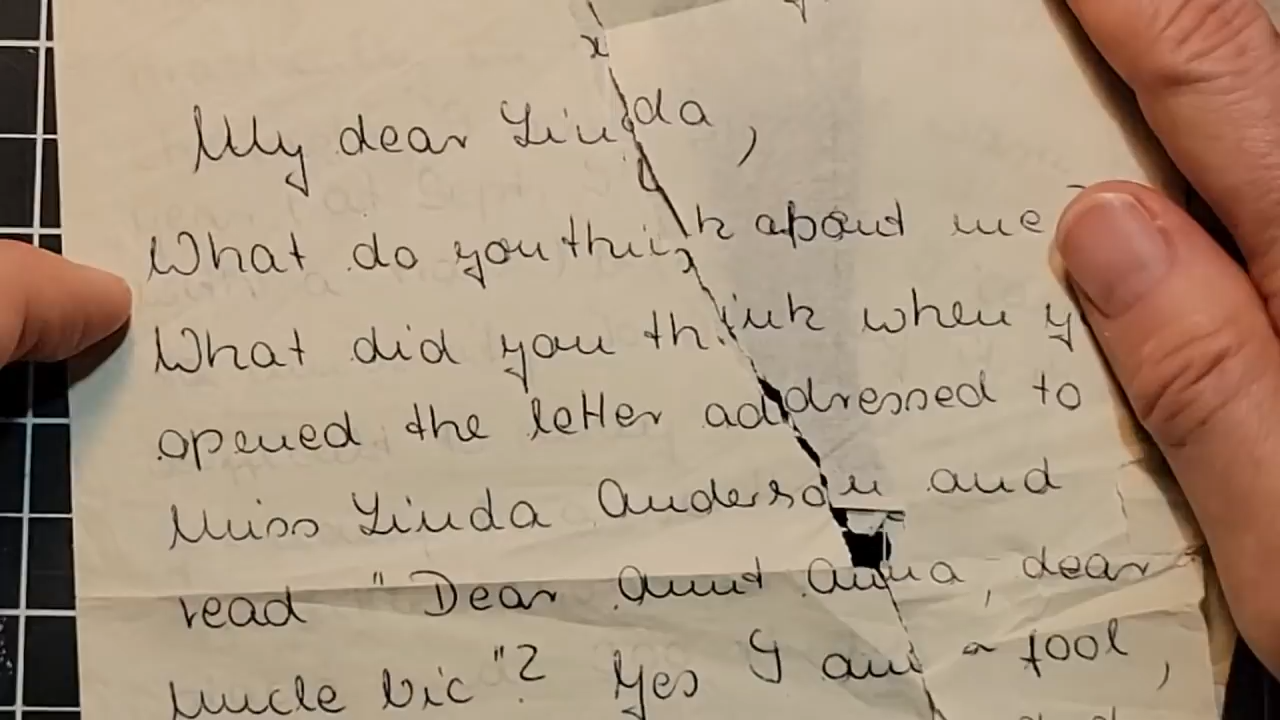 My dear Linda,
What do you think about me?
What did you think when y
opened the letter addressed to
Miss Linda Anderson and
read "Dear Aunt Anna, dear
Uncle Vic"? Yes I am a fool,